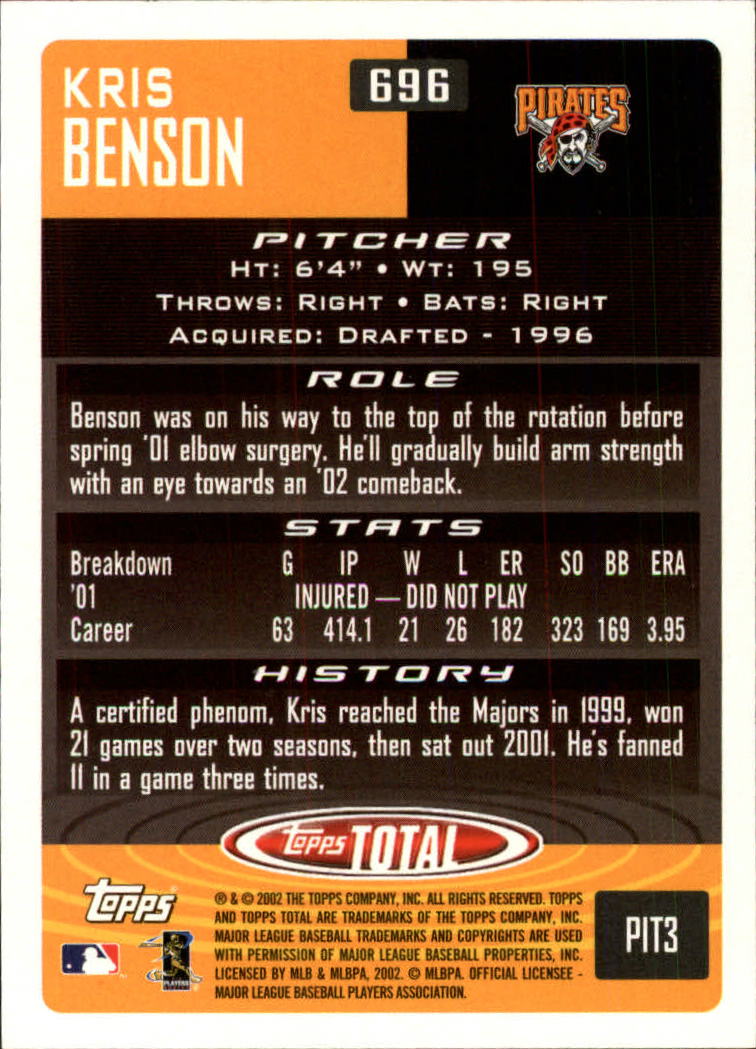 KRIS
BENSON
696
PIRATES
PITCHER
HT: 6'4" • WT: 195
THROWS: RIGHT • BATS: RIGHT
ACQUIRED: DRAFTED - 1996
ROLE
Benson was on his way to the top of the rotation before
spring '01 elbow surgery. He'll gradually build arm strength
with an eye towards an '02 comeback.
STATS
Breakdown G IP W L ER SO BB ERA
'01 INJURED — DID NOT PLAY
Career 63 414.1 21 26 182 323 169 3.95
HISTORY
A certified phenom, Kris reached the Majors in 1999, won
21 games over two seasons, then sat out 2001. He's fanned
11 in a game three times.
Topps TOTAL
Topps
® & © 2002 THE TOPPS COMPANY, INC. ALL RIGHTS RESERVED. TOPPS
AND TOPPS TOTAL ARE TRADEMARKS OF THE TOPPS COMPANY, INC.
MAJOR LEAGUE BASEBALL TRADEMARKS AND COPYRIGHTS ARE USED
WITH PERMISSION OF MAJOR LEAGUE BASEBALL PROPERTIES, INC.
LICENSED BY MLB & MLBPA, 2002. © MLBPA. OFFICIAL LICENSEE -
MAJOR LEAGUE BASEBALL PLAYERS ASSOCIATION.
PLAYERS
PIT3